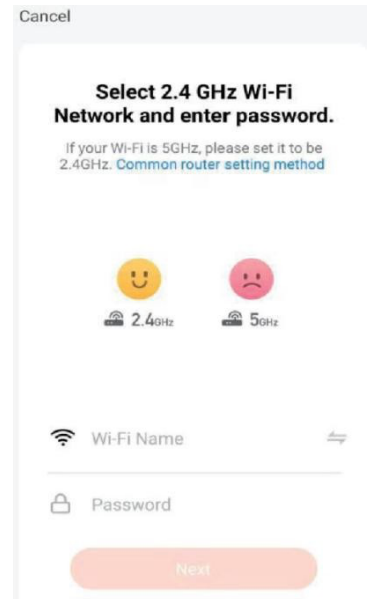 Cancel
Select 2.4 GHz Wi-Fi
Network and enter password.
If your Wi-Fi is 5GHz, please set it to be
2.4GHz. Common router setting method
2.4GHz 5GHz
Wi-Fi Name
Password
Next